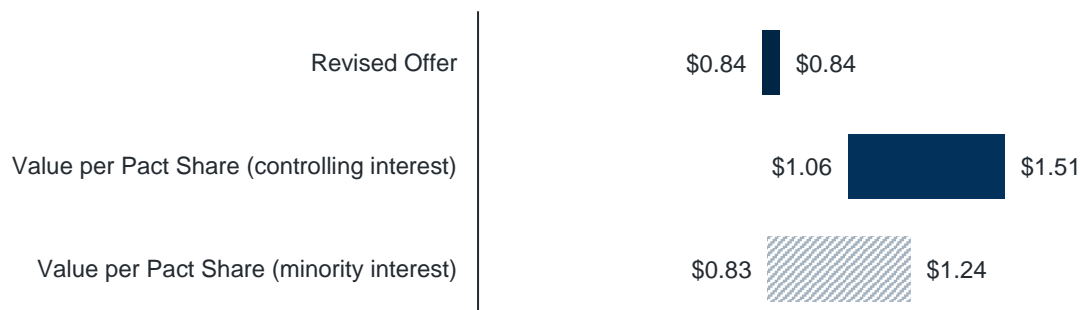 Revised Offer $0.84 $0.84
Value per Pact Share (controlling interest) $1.06 $1.51
Value per Pact Share (minority interest) $0.83 $1.24